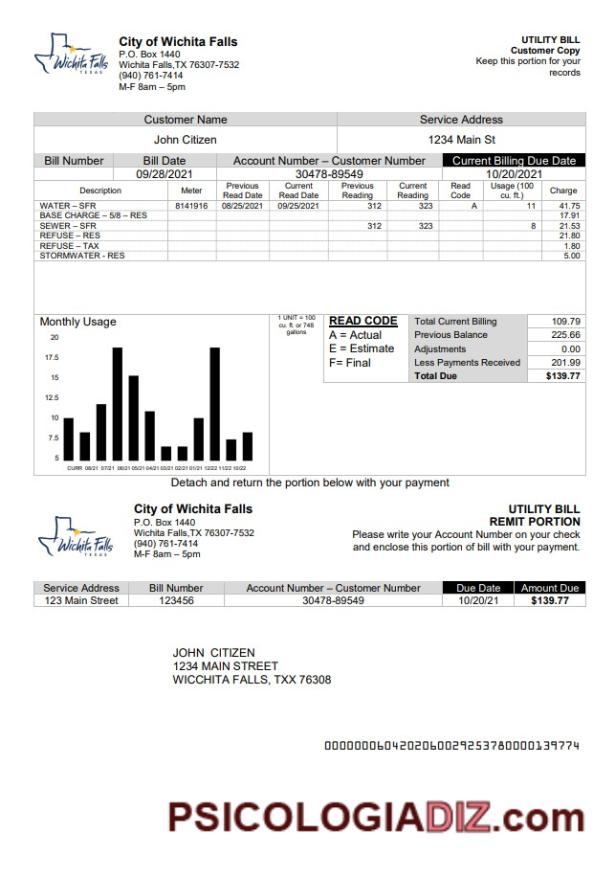 Wichita Falls
TEXAS
City of Wichita Falls
P.O. Box 1440
Wichita Falls,TX 76307-7532
(940) 761-7414
M-F 8am – 5pm
UTILITY BILL
Customer Copy
Keep this portion for your
records
Customer Name Service Address
John Citizen 1234 Main St
Bill Number Bill Date Account Number – Customer Number Current Billing Due Date
09/28/2021 30478-89549 10/20/2021
Description Meter Previous Read Date Current Read Date Previous Reading Current Reading Read Code Usage (100 cu. ft.) Charge
WATER – SFR 8141916 08/25/2021 09/25/2021 312 323 A 11 41.75
BASE CHARGE – 5/8 – RES 17.91
SEWER – SFR 312 323 8 21.53
REFUSE – RES 21.80
REFUSE – TAX 1.80
STORMWATER - RES 5.00
Monthly Usage
20
17.5
15
12.5
10
7.5
5
CURR 08/21 07/21 06/21 05/21 04/21 03/21 02/21 01/21 12/22 11/22 10/22
1 UNIT = 100
cu. ft. or 748
gallons
READ CODE
A = Actual
E = Estimate
F= Final
Total Current Billing 109.79
Previous Balance 225.66
Adjustments 0.00
Less Payments Received 201.99
Total Due $139.77
Detach and return the portion below with your payment
Wichita Falls
TEXAS
City of Wichita Falls
P.O. Box 1440
Wichita Falls,TX 76307-7532
(940) 761-7414
M-F 8am – 5pm
UTILITY BILL
REMIT PORTION
Please write your Account Number on your check
and enclose this portion of bill with your payment.
Service Address Bill Number Account Number – Customer Number Due Date Amount Due
123 Main Street 123456 30478-89549 10/20/21 $139.77
JOHN CITIZEN
1234 MAIN STREET
WICCHITA FALLS, TXX 76308
0000000604202060029253780000139774
PSICOLOGIADIZ.com